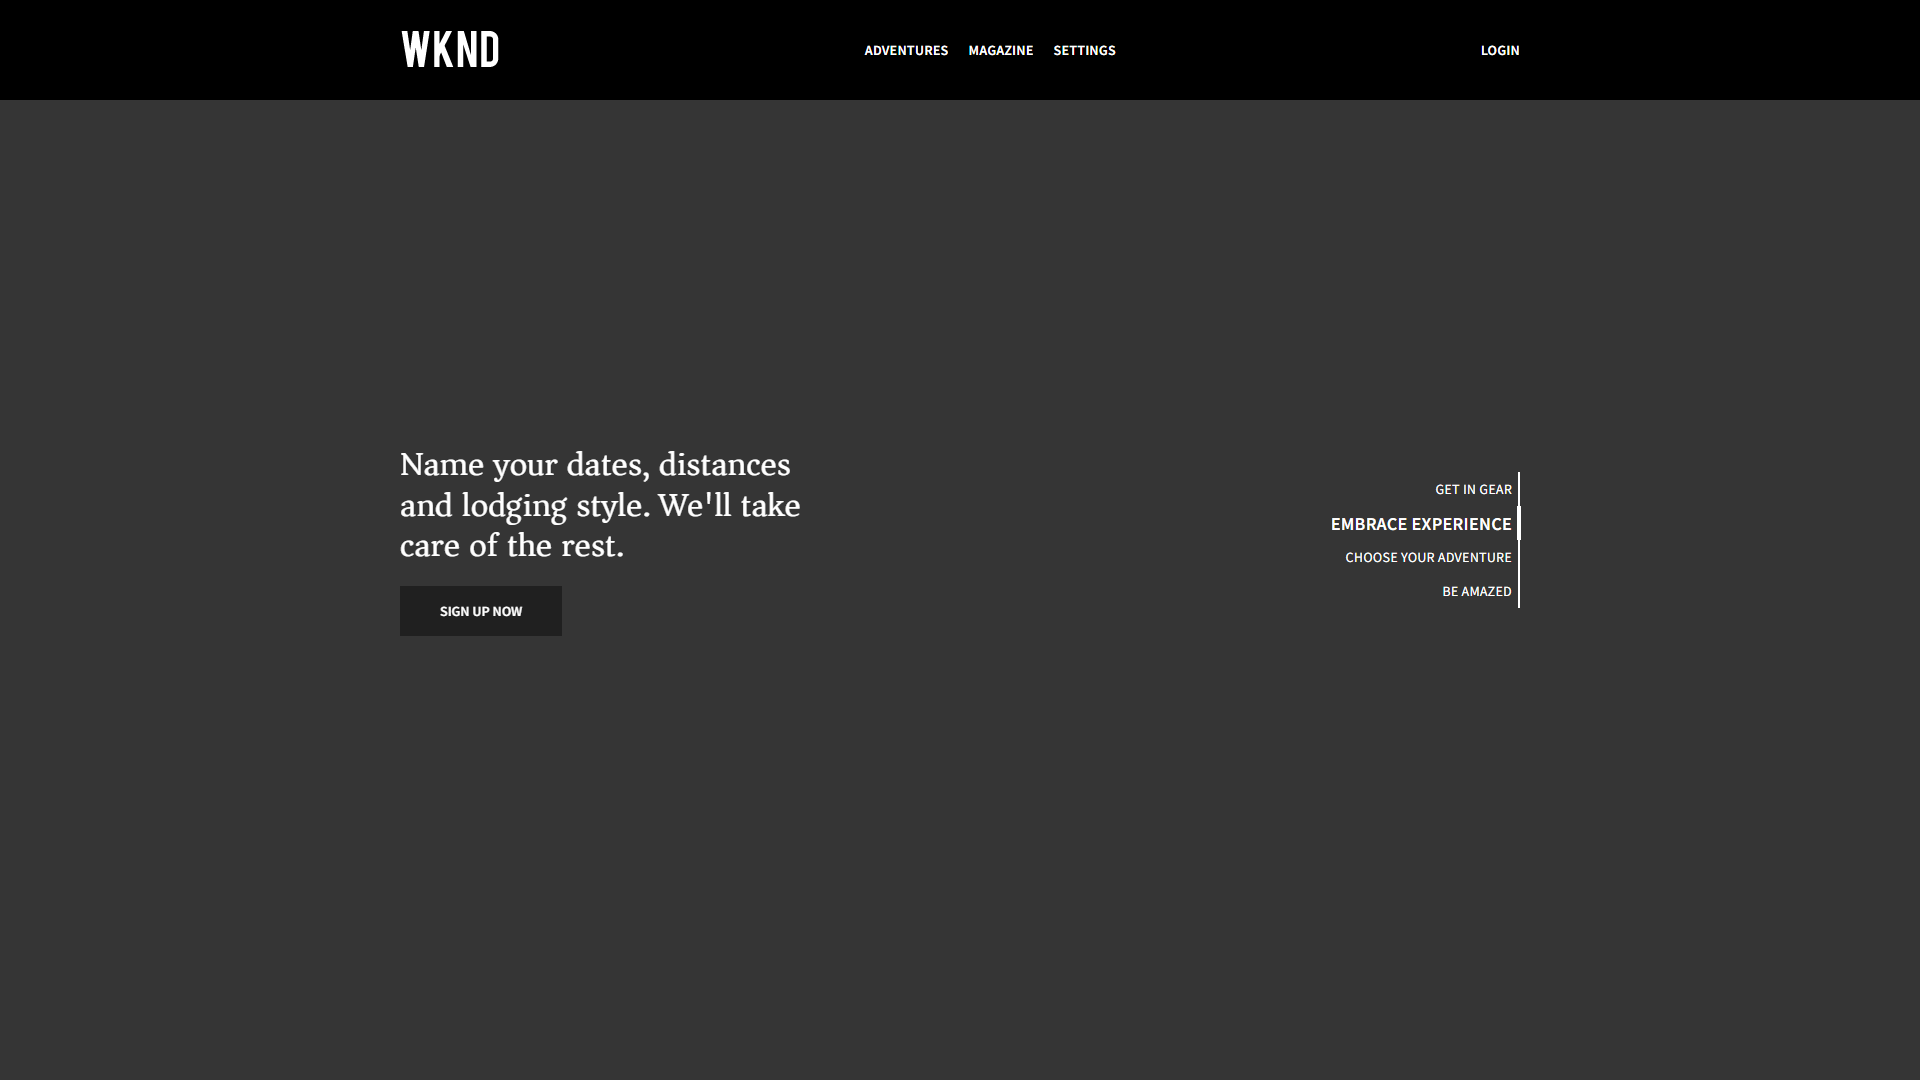 WKND
ADVENTURES MAGAZINE SETTINGS
LOGIN
Name your dates, distances
and lodging style. We'll take
care of the rest.
SIGN UP NOW
GET IN GEAR
EMBRACE EXPERIENCE
CHOOSE YOUR ADVENTURE
BE AMAZED